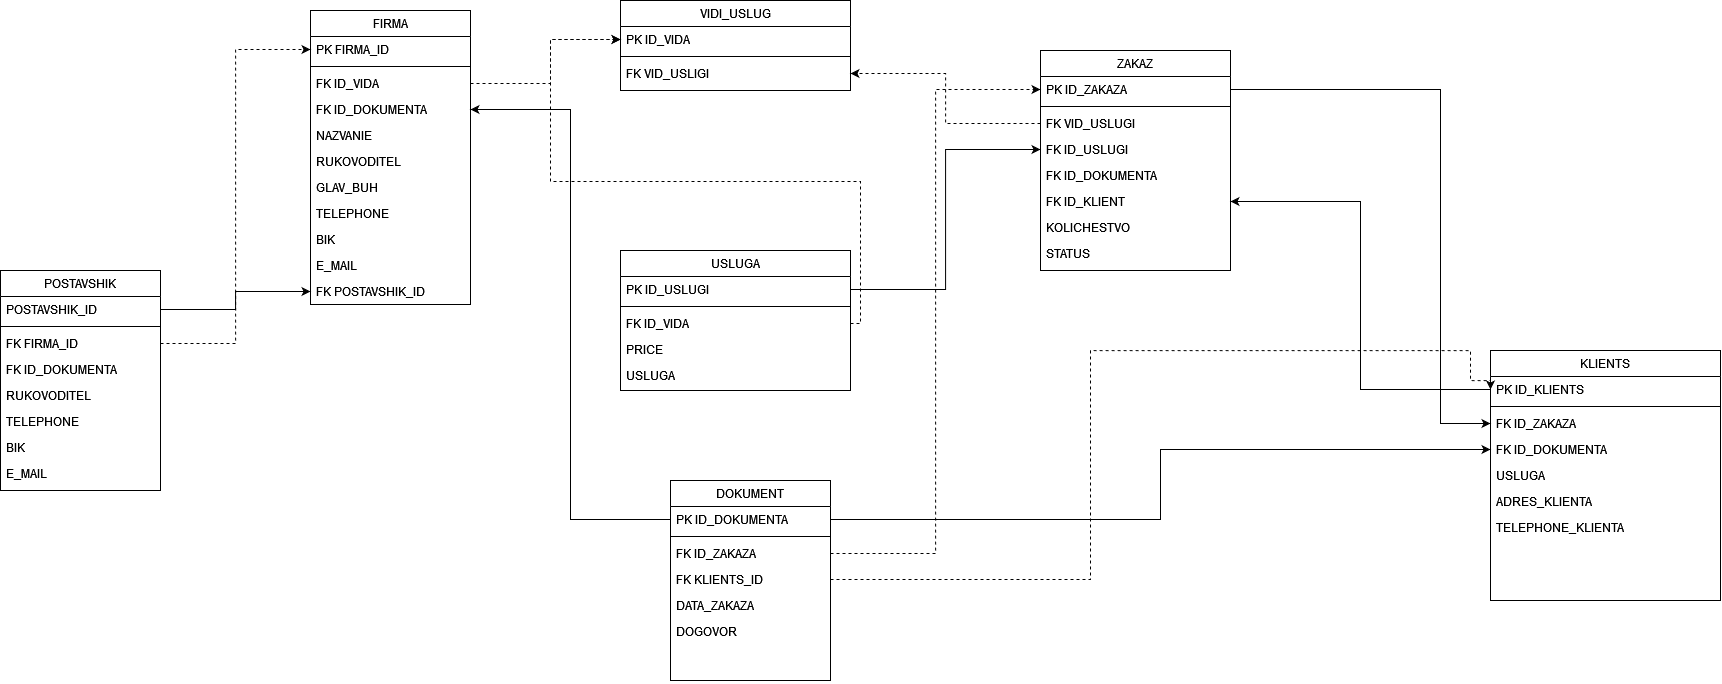 FIRMA
PK FIRMA_ID
FK ID_VIDA
FK ID_DOKUMENTA
NAZVANIE
RUKOVODITEL
GLAV_BUH
TELEPHONE
BIK
E_MAIL
FK POSTAVSHIK_ID
VIDI_USLUG
PK ID_VIDA
FK VID_USLIGI
ZAKAZ
PK ID_ZAKAZA
FK VID_USLUGI
FK ID_USLUGI
FK ID_DOKUMENTA
FK ID_KLIENT
KOLICHESTVO
STATUS
POSTAVSHIK
POSTAVSHIK_ID
FK FIRMA_ID
FK ID_DOKUMENTA
RUKOVODITEL
TELEPHONE
BIK
E_MAIL
USLUGA
PK ID_USLUGI
FK ID_VIDA
PRICE
USLUGA
KLIENTS
PK ID_KLIENTS
FK ID_ZAKAZA
FK ID_DOKUMENTA
USLUGA
ADRES_KLIENTA
TELEPHONE_KLIENTA
DOKUMENT
PK ID_DOKUMENTA
FK ID_ZAKAZA
FK KLIENTS_ID
DATA_ZAKAZA
DOGOVOR